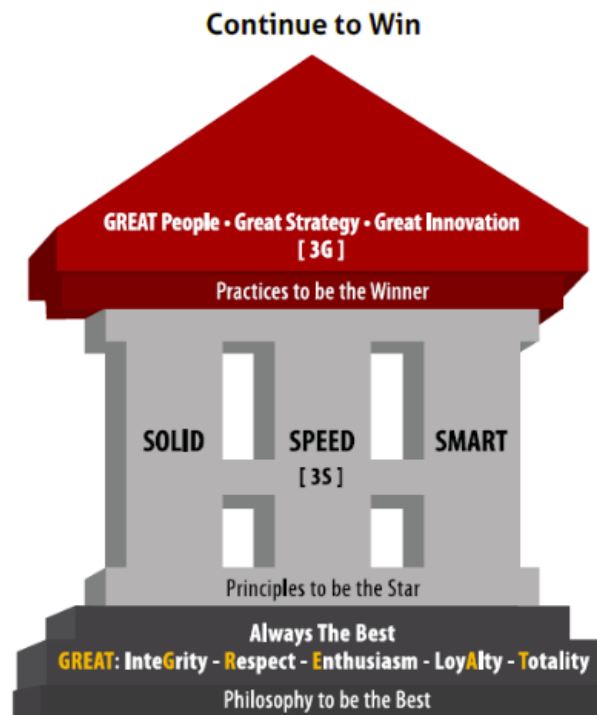 Continue to Win
GREAT People • Great Strategy • Great Innovation
[ 3G ]
Practices to be the Winner
SOLID SPEED SMART
[ 3S ]
Principles to be the Star
Always The Best
GREAT: InteGrity - Respect - Enthusiasm - LoyAlty - Totality
Philosophy to be the Best